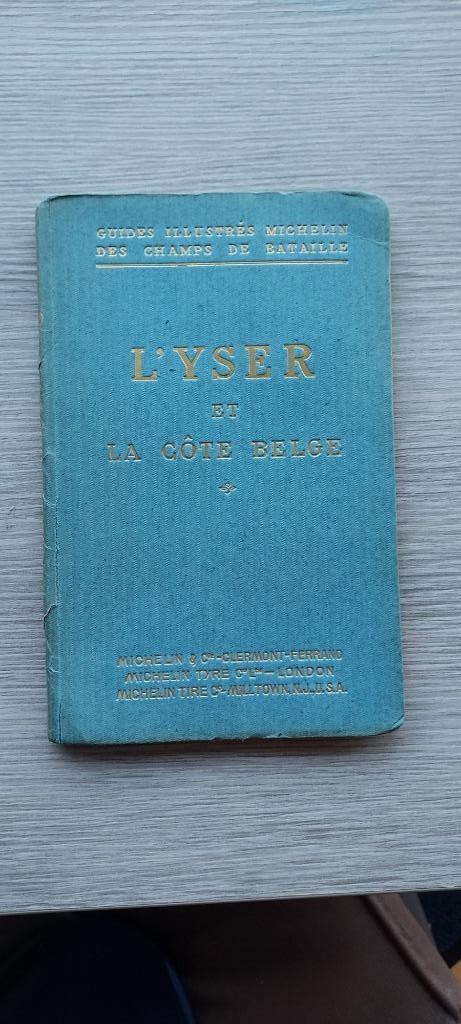 GUIDES ILLUSTRÉS MICHELIN
DES CHAMPS DE BATAILLE
L'YSER
ET
LA CÔTE BELGE
MICHELIN & Cie-CLERMONT-FERRAND
MICHELIN TYRE Co Ltd — LONDON
MICHELIN TIRE Co-MILLTOWN, N.J., U.S.A.